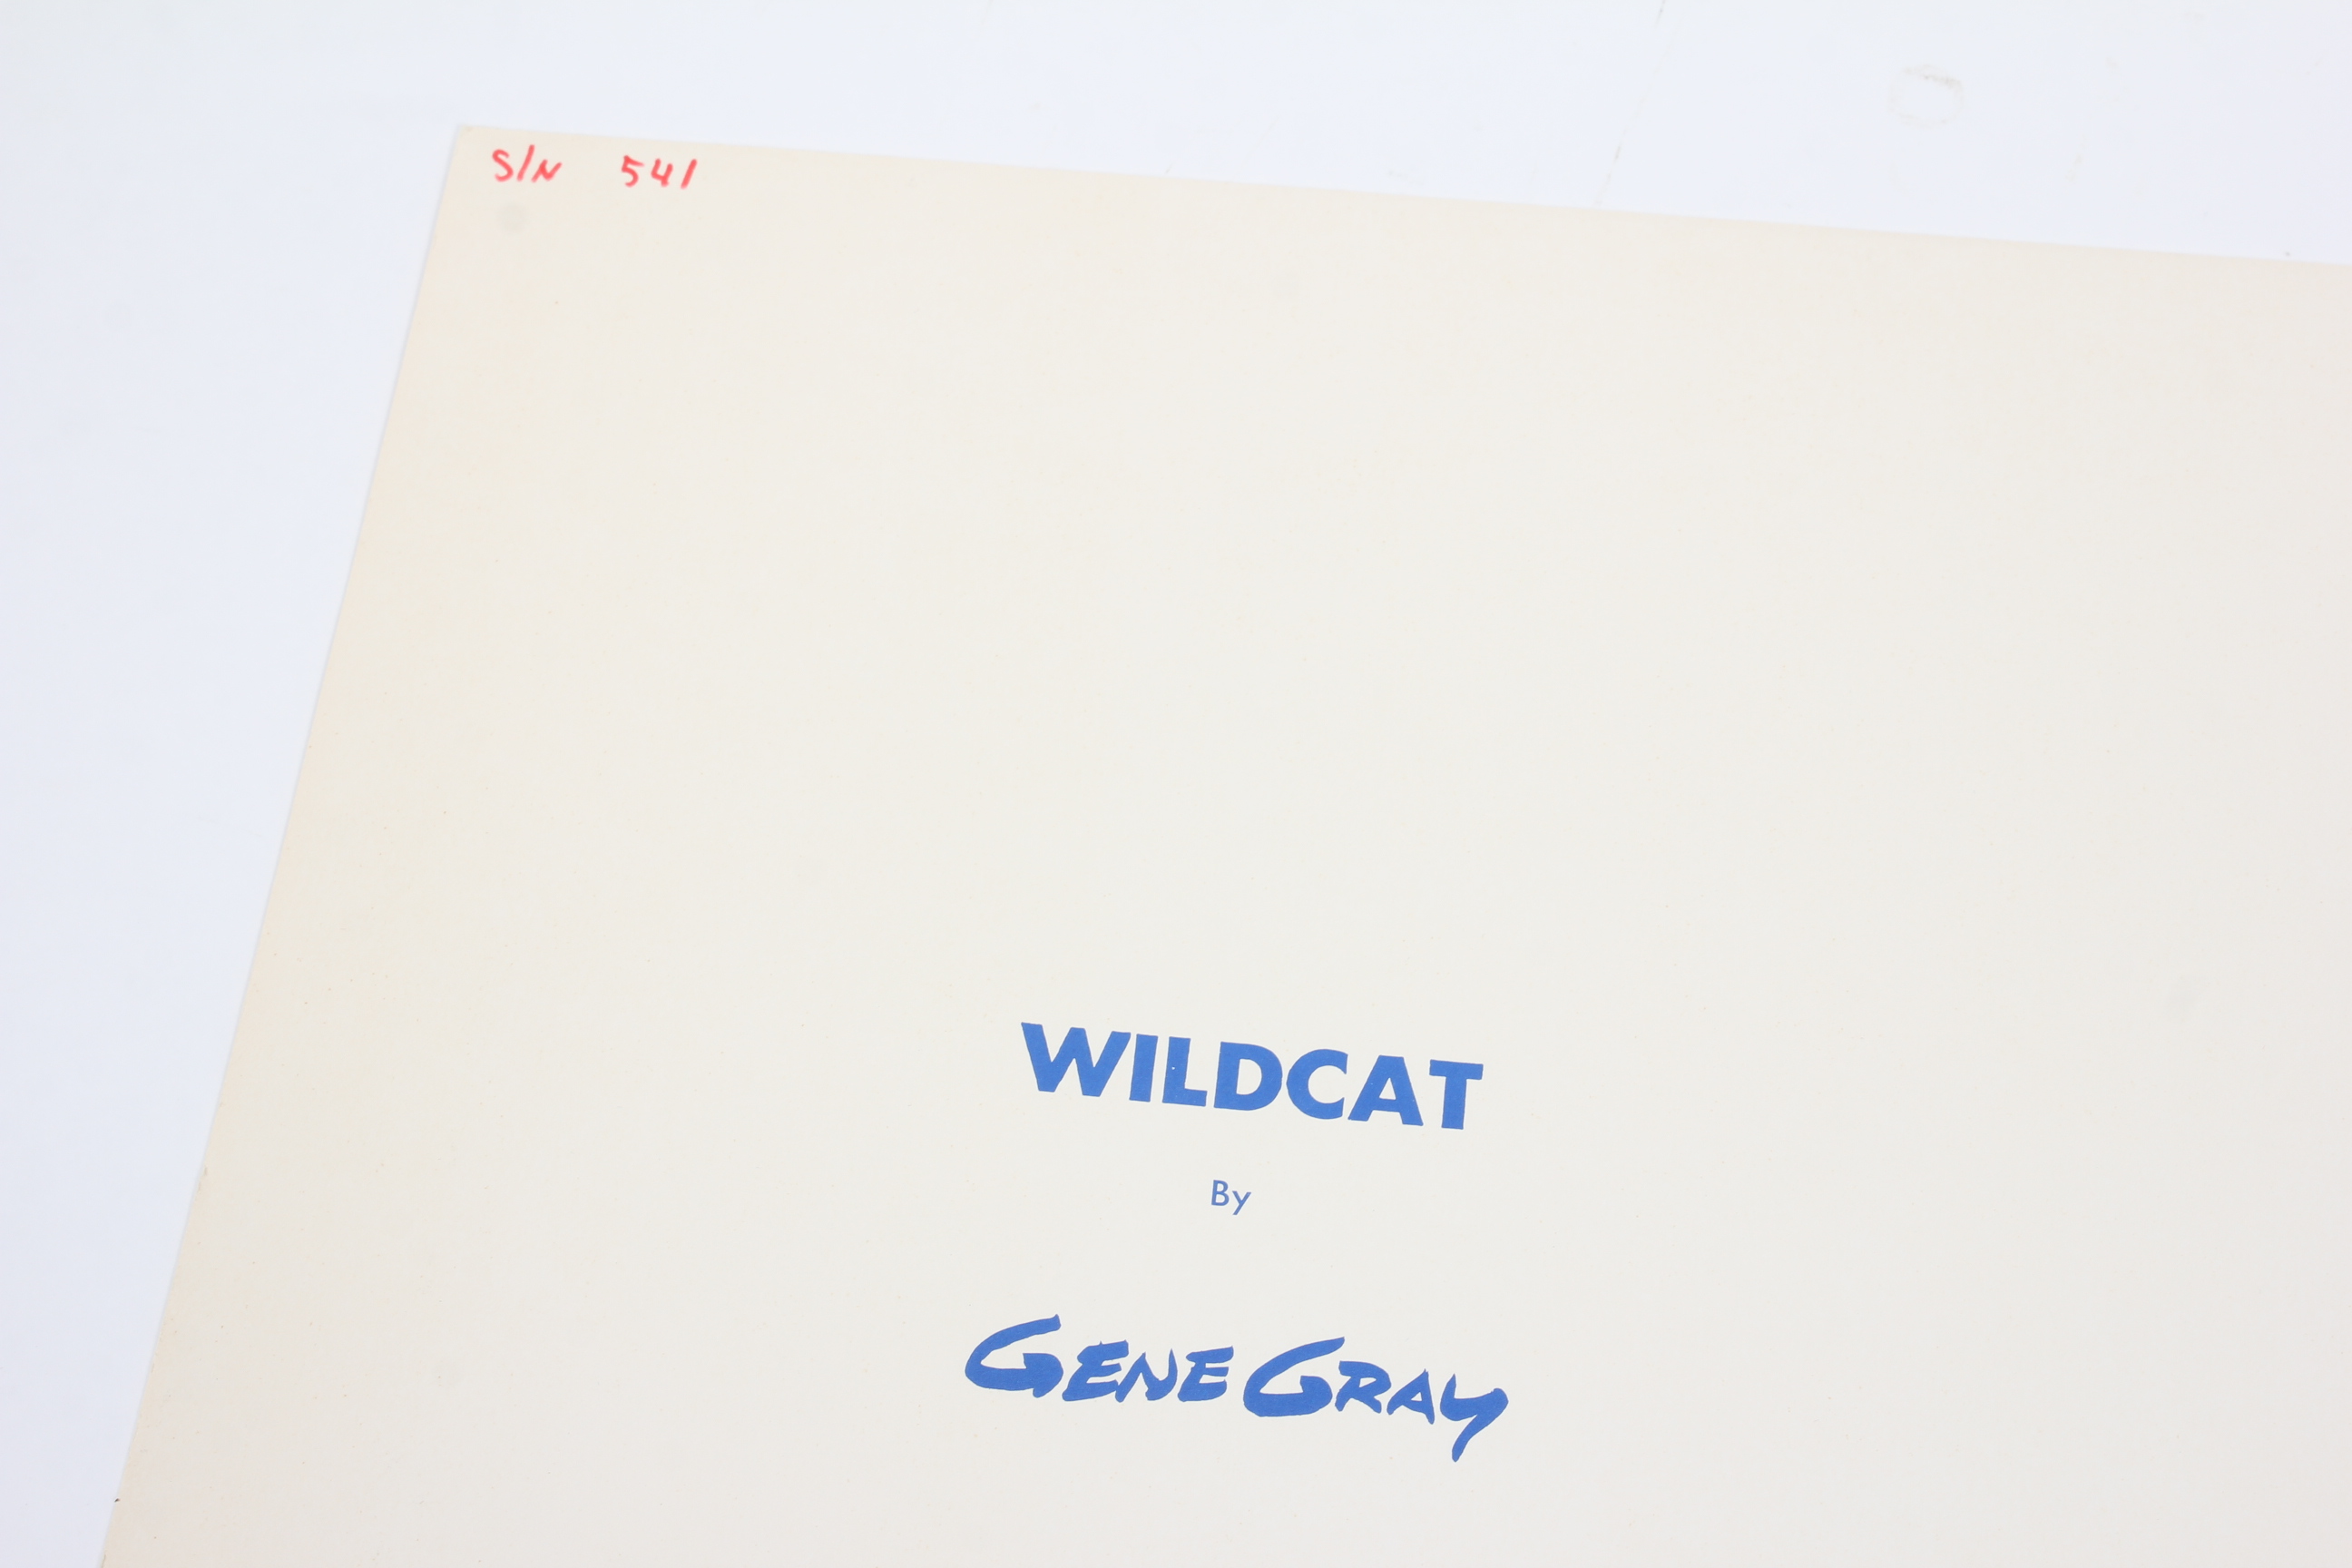 S/N 541
WILDCAT
By
GENE GRAY